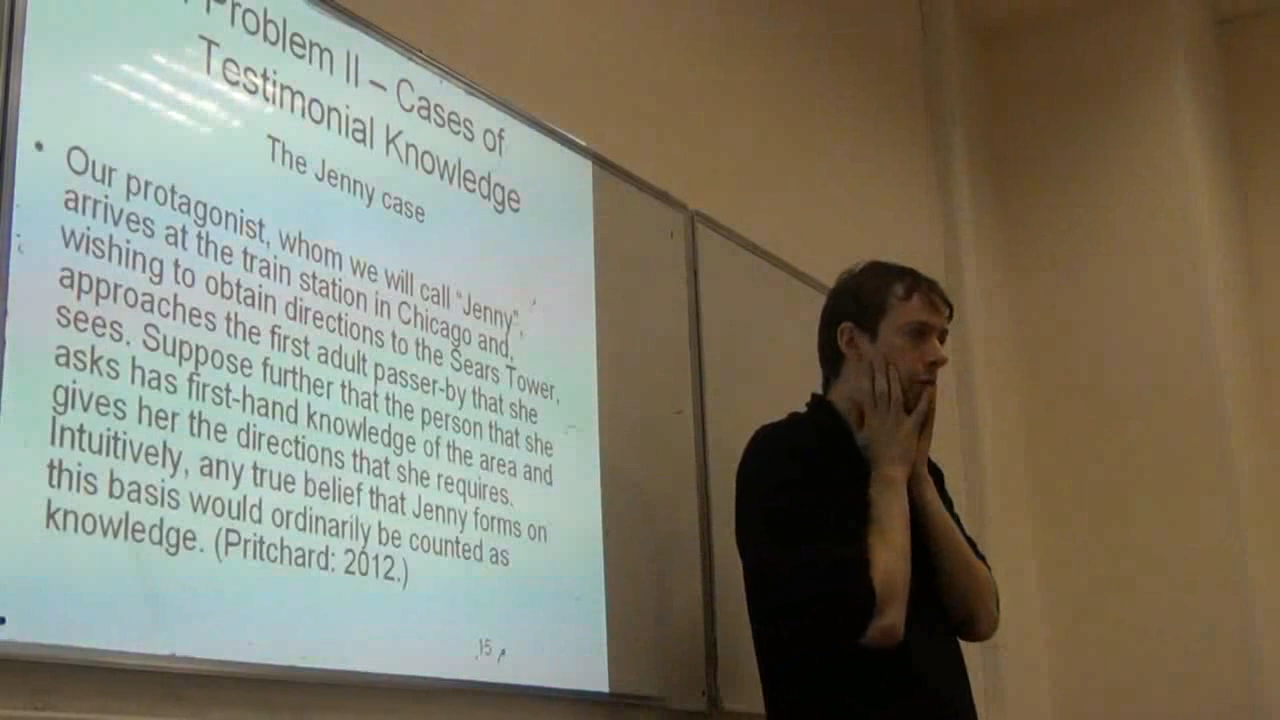 Problem II – Cases of
Testimonial Knowledge
The Jenny case
• Our protagonist, whom we will call "Jenny",
arrives at the train station in Chicago and,
wishing to obtain directions to the Sears Tower,
approaches the first adult passer-by that she
sees. Suppose further that the person that she
asks has first-hand knowledge of the area and
gives her the directions that she requires.
Intuitively, any true belief that Jenny forms on
this basis would ordinarily be counted as
knowledge. (Pritchard: 2012.)
15